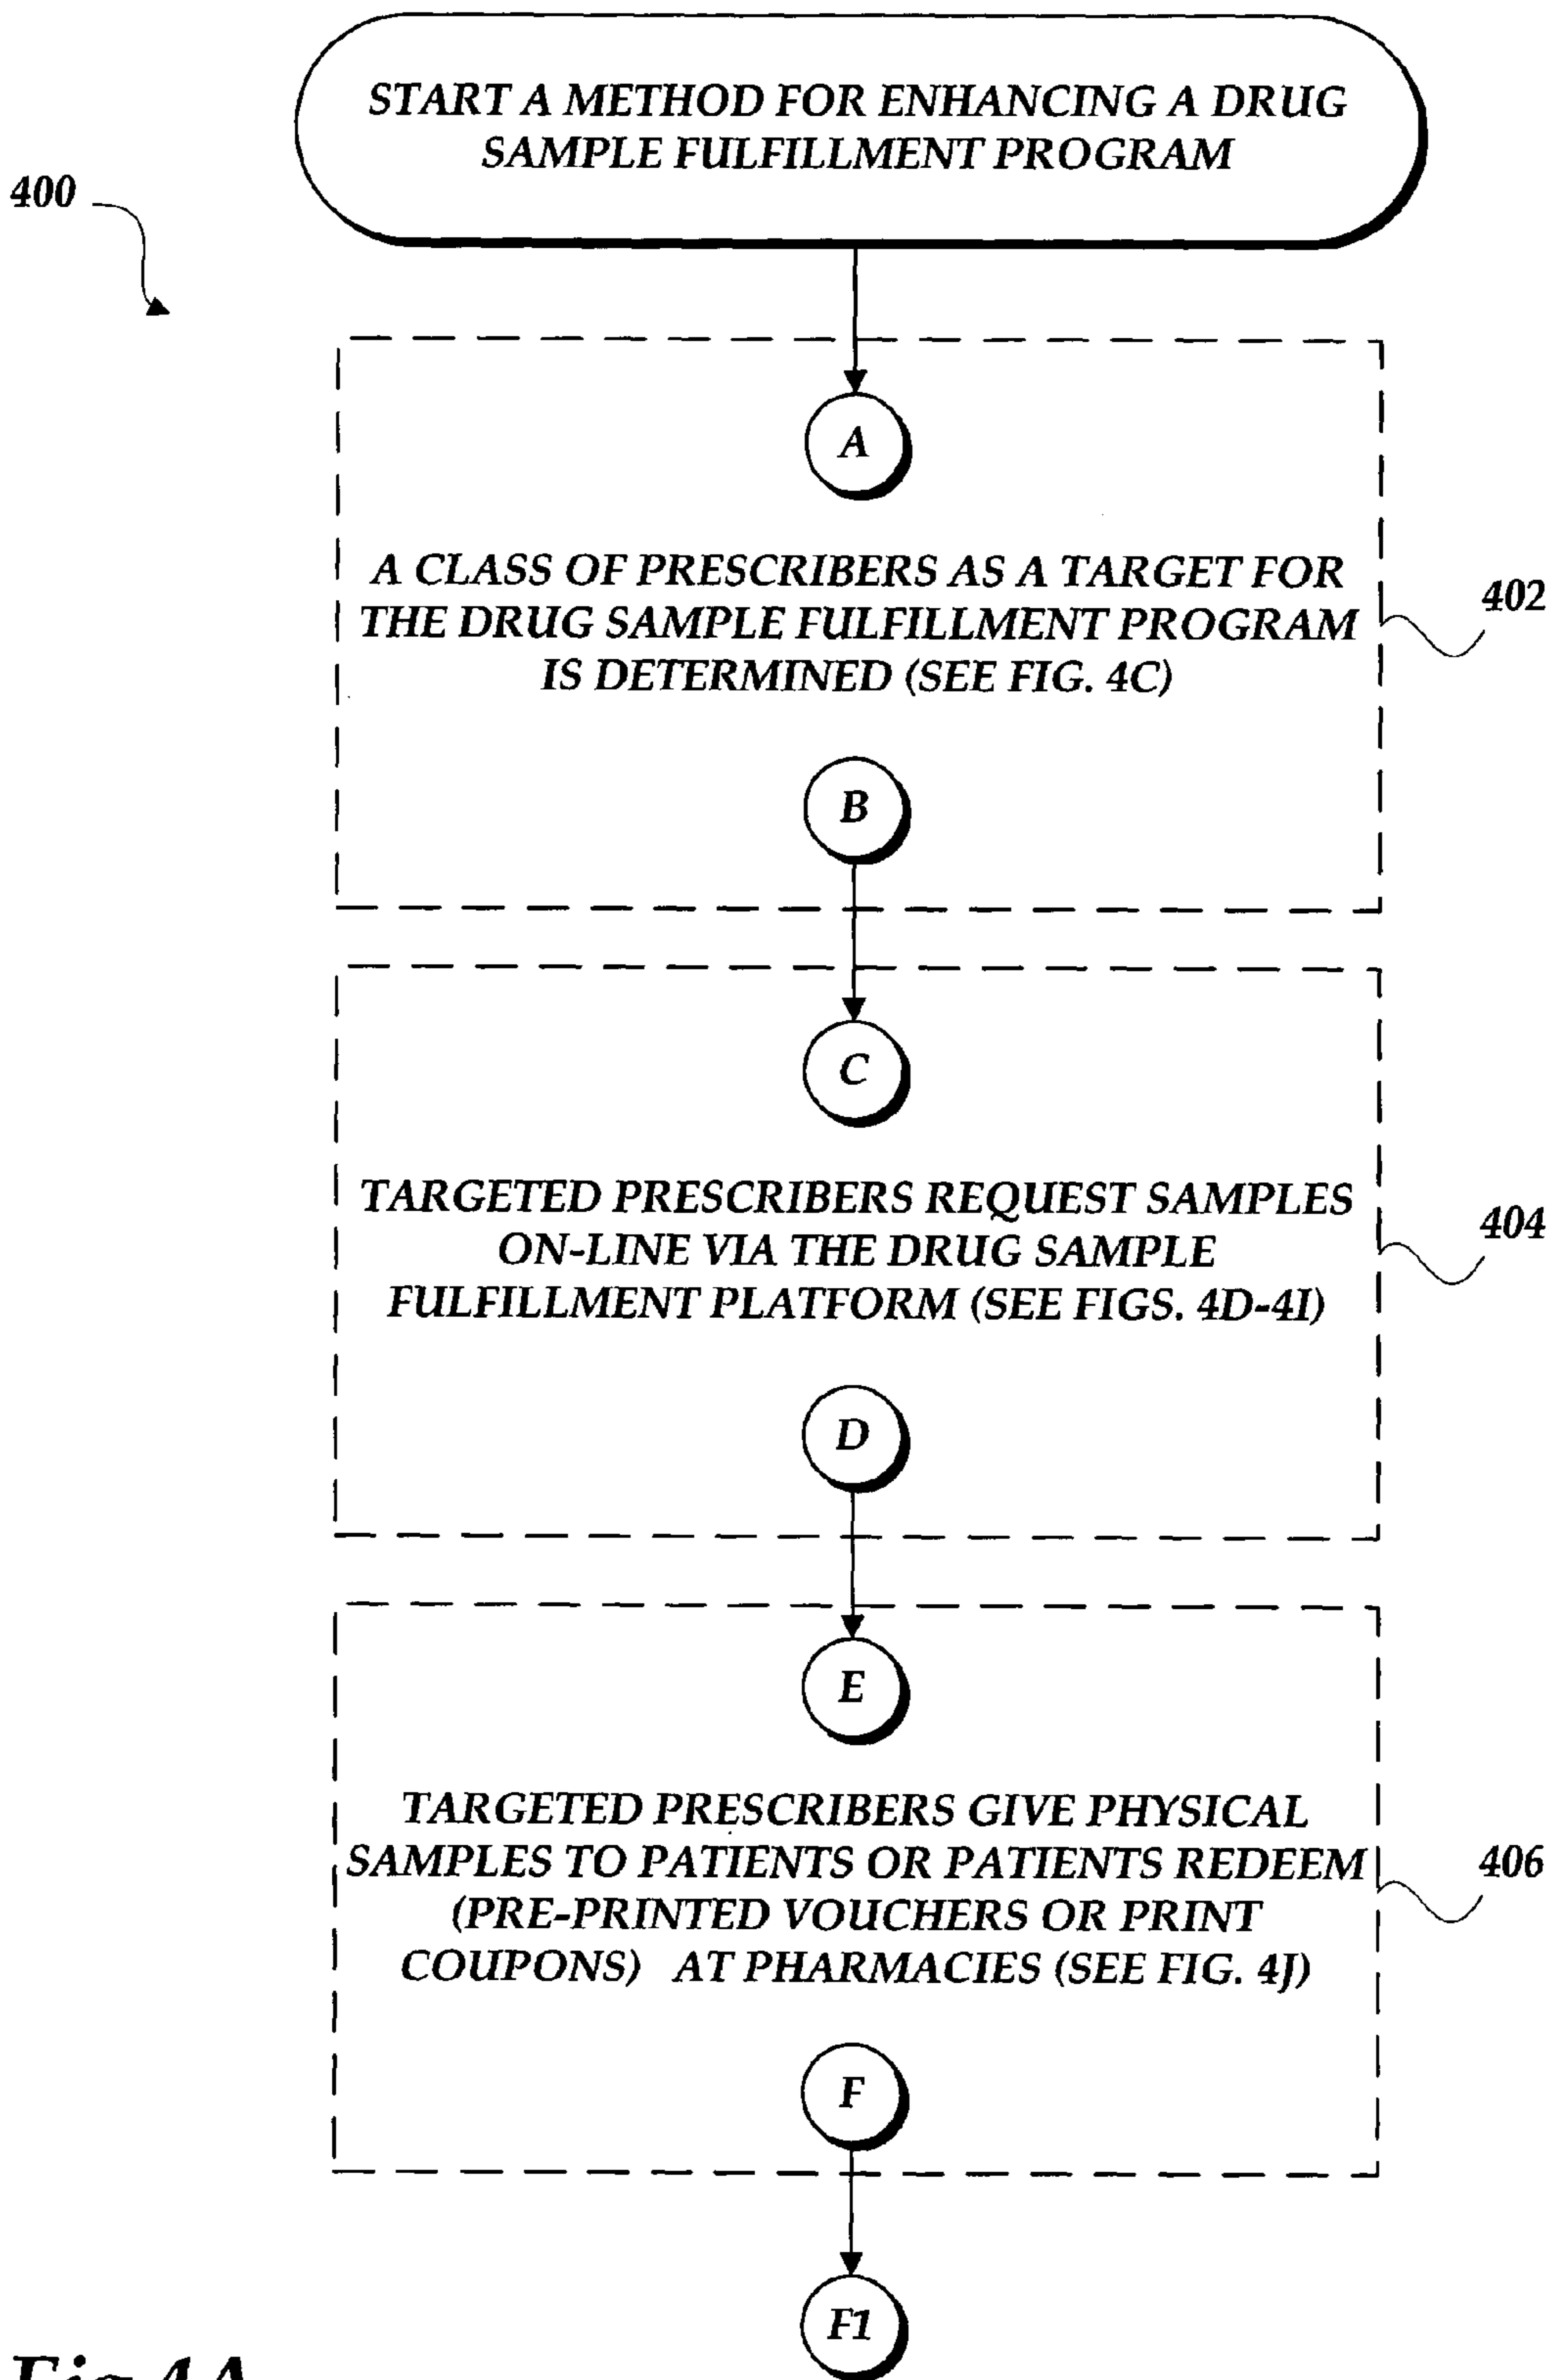 START A METHOD FOR ENHANCING A DRUG
SAMPLE FULFILLMENT PROGRAM
400
A
A CLASS OF PRESCRIBERS AS A TARGET FOR
THE DRUG SAMPLE FULFILLMENT PROGRAM
IS DETERMINED (SEE FIG. 4C)
402
B
C
TARGETED PRESCRIBERS REQUEST SAMPLES
ON-LINE VIA THE DRUG SAMPLE
FULFILLMENT PLATFORM (SEE FIGS. 4D-4I)
404
D
E
TARGETED PRESCRIBERS GIVE PHYSICAL
SAMPLES TO PATIENTS OR PATIENTS REDEEM
(PRE-PRINTED VOUCHERS OR PRINT
COUPONS) AT PHARMACIES (SEE FIG. 4J)
406
F
F1
Fig.4A.